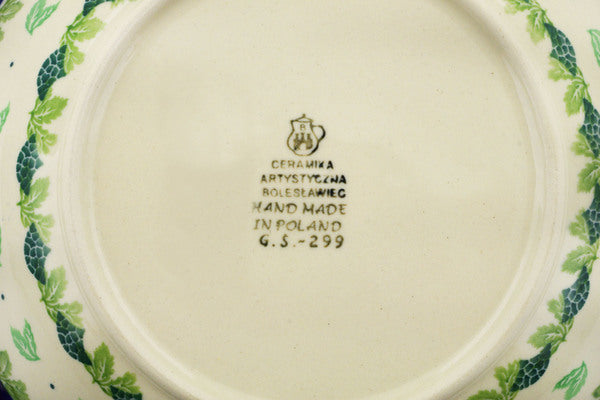 B
CERAMIKA
ARTYSTYCZNA
BOLESŁAWIEC
HAND MADE
IN POLAND
G.S.-299